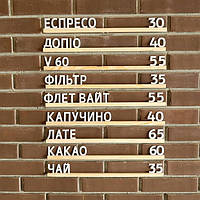 ЕСПРЕСО 30
ДОПІО 40
V 60 55
ФІЛЬТР 35
ФЛЕТ ВАЙТ 55
КАПУЧИНО 40
ЛАТЕ 65
КАКАО 60
ЧАЙ 35